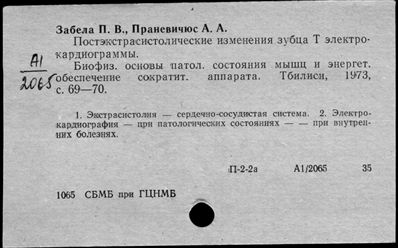 Забела П. В., Праневичюс А. А.
Постэкстрасистолические изменения зубца Т электро-
кардиограммы.
А1
2065
Биофиз. основы патол. состояния мышц и энергет.
обеспечение сократит. аппарата. Тбилиси, 1973,
с. 69—70.
1. Экстрасистолия — сердечно-сосудистая система. 2. Электро-
кардиография — при патологических состояниях — — при внутрен-
них болезнях.
П-2-2а А1/2065 35
1065 СБМБ при ГЦНМБ